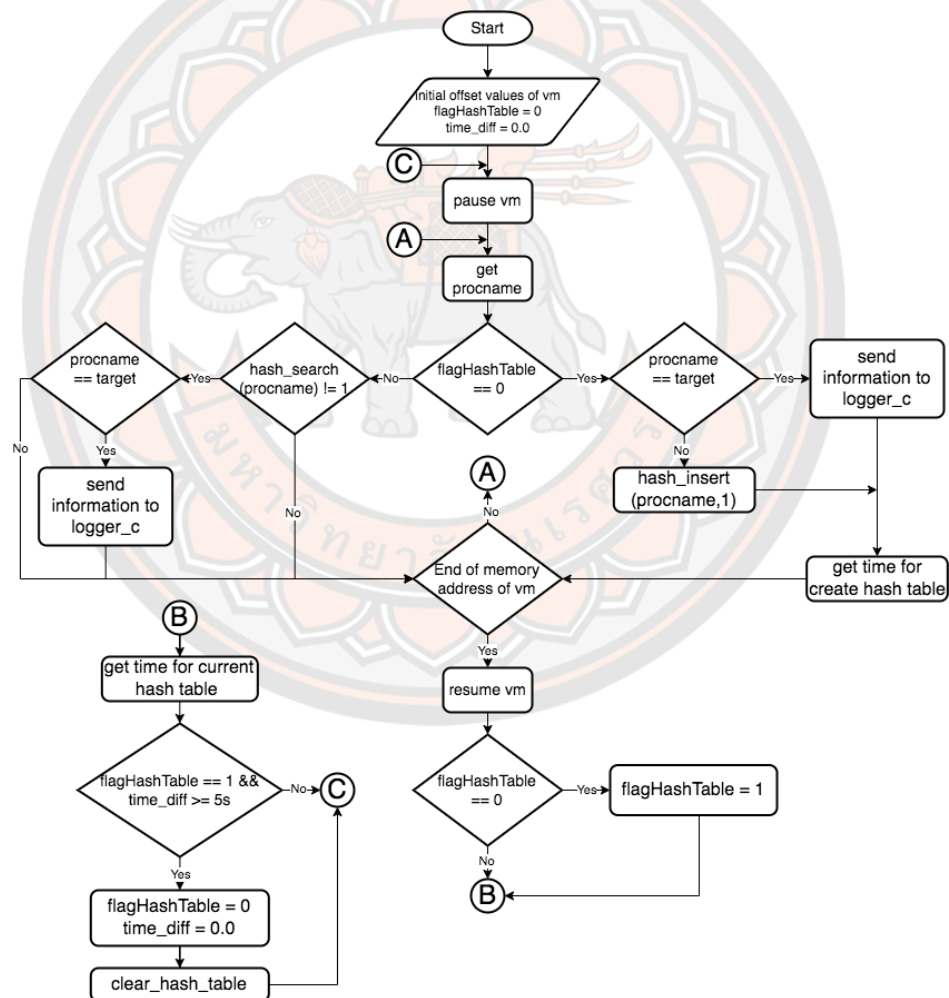 Start
Initial offset values of vm
flagHashTable = 0
time_diff = 0.0
C
pause vm
A
get
procname
procname
== target
Yes
hash_search
(procname) != 1
No
flagHashTable
== 0
Yes
procname
== target
Yes
send
information to
logger_c
No
Yes
send
information to
logger_c
No
No
hash_insert
(procname,1)
A
No
End of memory
address of vm
get time for
create hash table
Yes
resume vm
flagHashTable
== 0
Yes
flagHashTable = 1
No
B
B
get time for current
hash table
flagHashTable == 1 &&
time_diff >= 5s
No
C
Yes
flagHashTable = 0
time_diff = 0.0
clear_hash_table